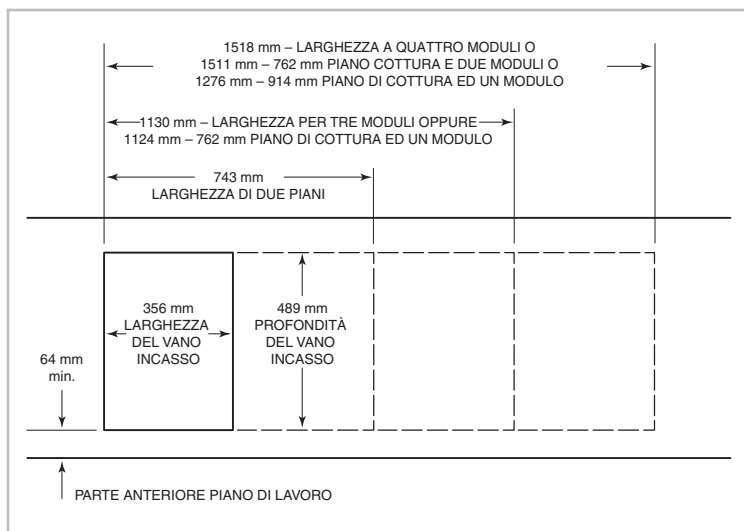 1518 mm – LARGHEZZA A QUATTRO MODULI O
1511 mm – 762 mm PIANO COTTURA E DUE MODULI O
1276 mm – 914 mm PIANO DI COTTURA ED UN MODULO
1130 mm – LARGHEZZA PER TRE MODULI OPPURE
1124 mm – 762 mm PIANO DI COTTURA ED UN MODULO
743 mm
LARGHEZZA DI DUE PIANI
356 mm
LARGHEZZA
DEL VANO
INCASSO
489 mm
PROFONDITÀ
DEL VANO
INCASSO
64 mm
min.
PARTE ANTERIORE PIANO DI LAVORO